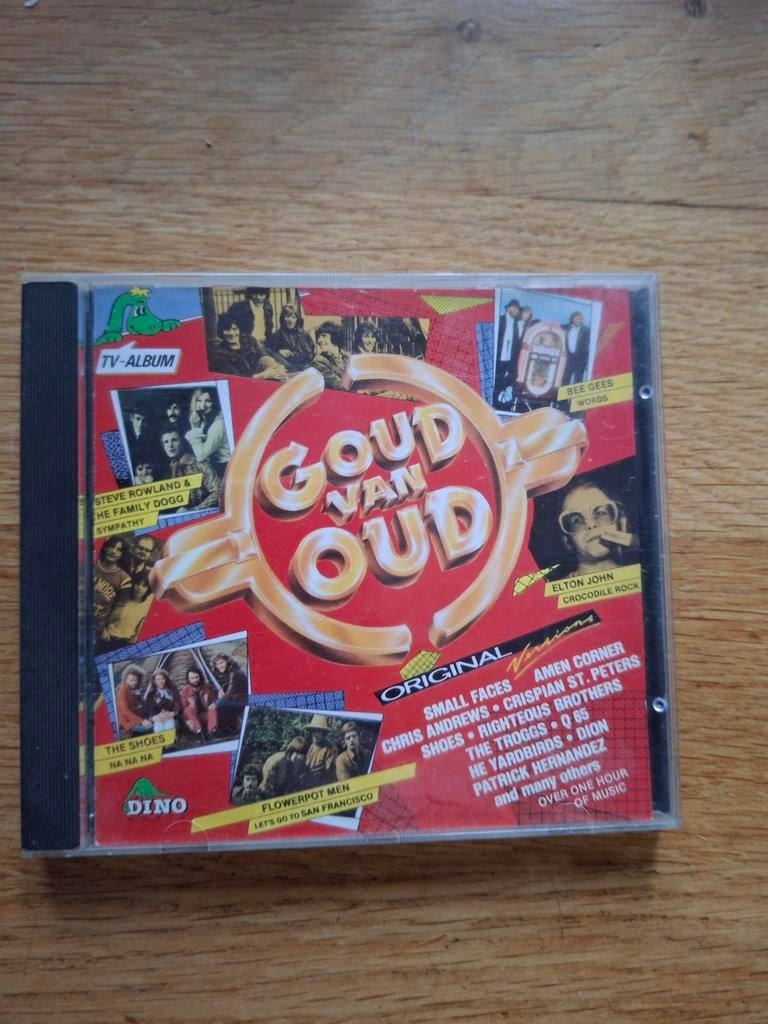 TV-ALBUM
BEE GEES
WORDS
GOUD
VAN
OUD
STEVE ROWLAND &
HE FAMILY DOGG
SYMPATHY
ELTON JOHN
CROCODILE ROCK
ORIGINAL Versions
SMALL FACES AMEN CORNER
CHRIS ANDREWS • CRISPIAN ST. PETERS
SHOES • RIGHTEOUS BROTHERS
THE TROGGS • Q 65
HE YARDBIRDS • DION
PATRICK HERNANDEZ
and many others
OVER ONE HOUR
OF MUSIC
THE SHOES
NA NA NA
FLOWERPOT MEN
LET'S GO TO SAN FRANCISCO
DINO